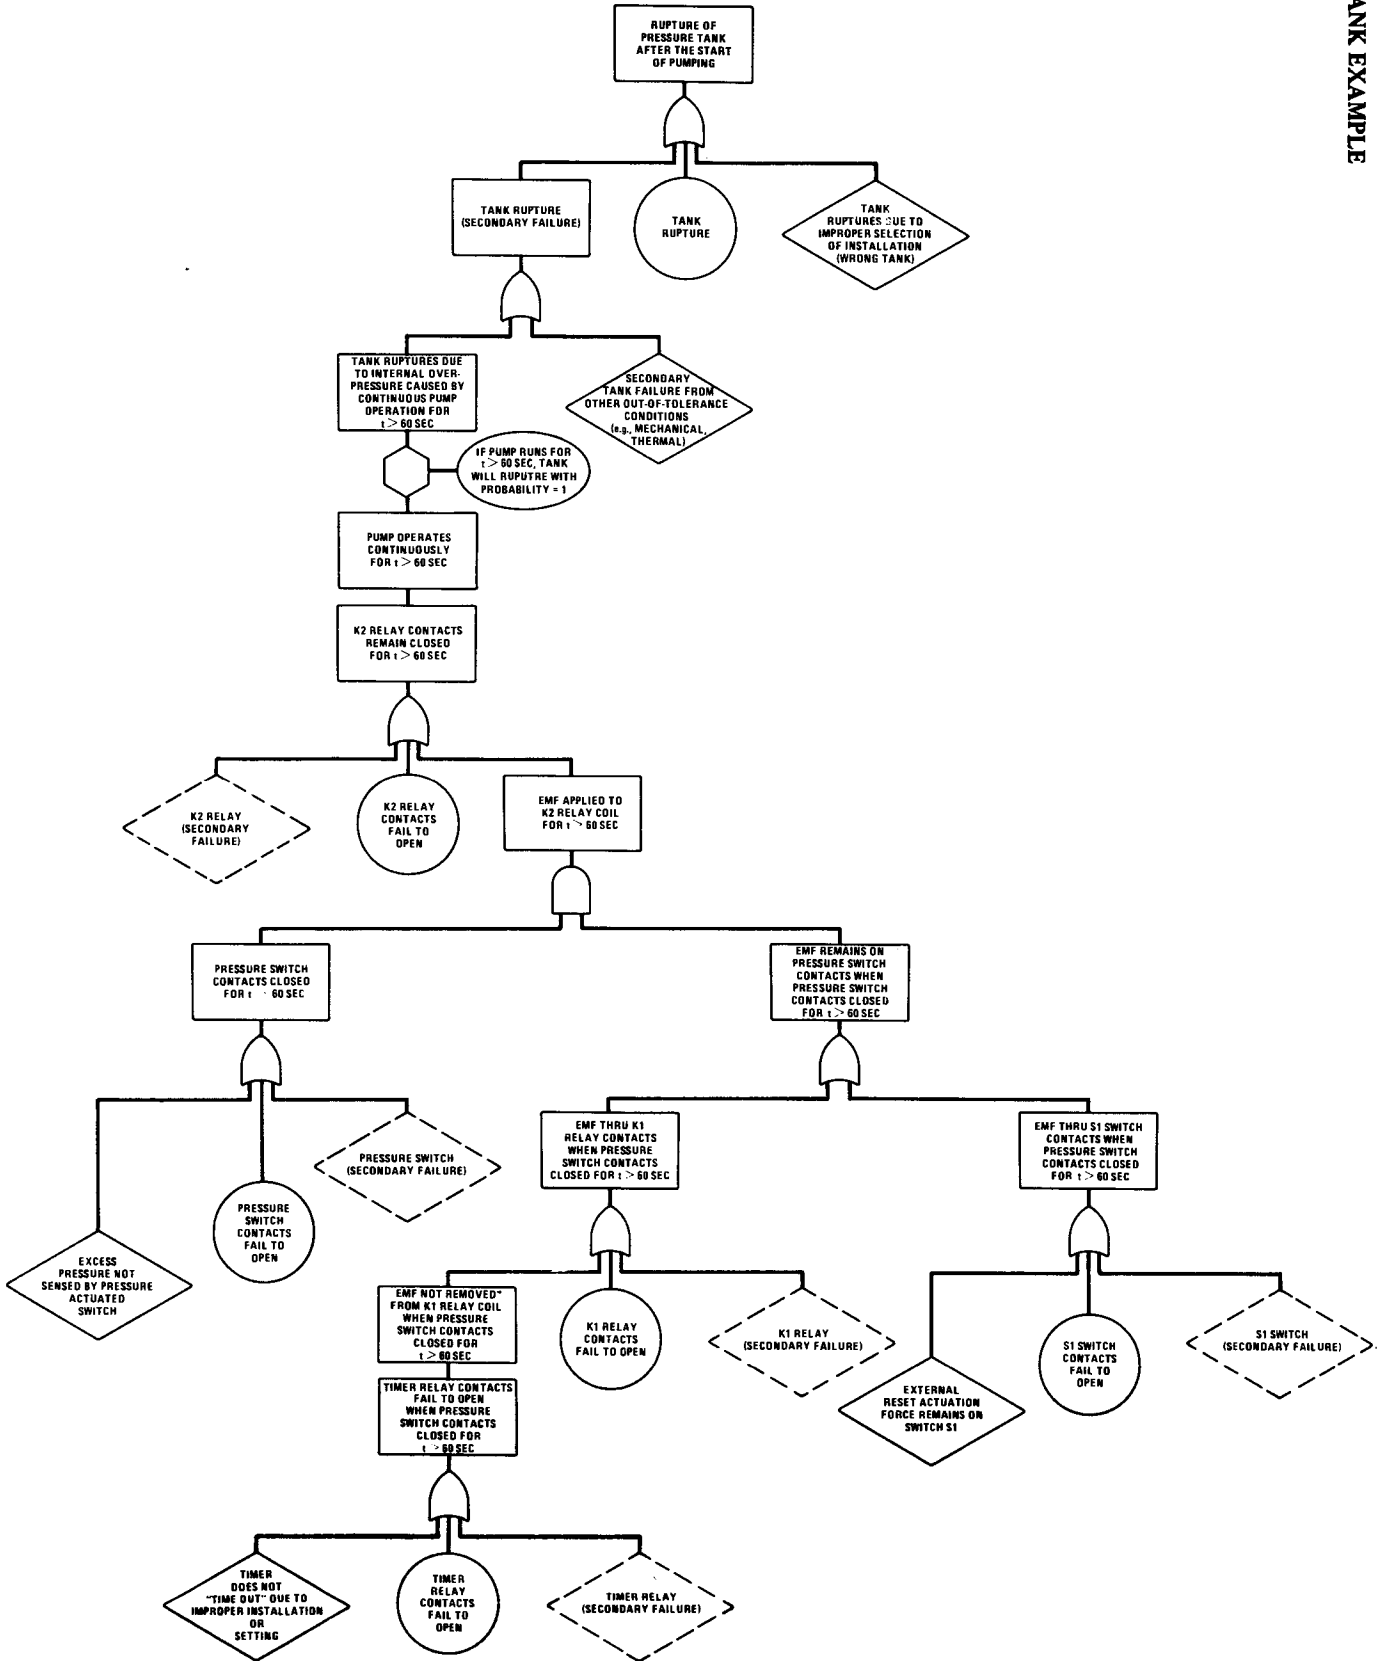 ANK EXAMPLE
RUPTURE OF
PRESSURE TANK
AFTER THE START
OF PUMPING
TANK RUPTURE
(SECONDARY FAILURE)
TANK
RUPTURE
TANK
RUPTURES DUE TO
IMPROPER SELECTION
OF INSTALLATION
(WRONG TANK)
TANK RUPTURES DUE
TO INTERNAL OVER-
PRESSURE CAUSED BY
CONTINUOUS PUMP
OPERATION FOR
t > 60 SEC
SECONDARY
TANK FAILURE FROM
OTHER OUT-OF-TOLERANCE
CONDITIONS
(e.g., MECHANICAL,
THERMAL)
IF PUMP RUNS FOR
t > 60 SEC, TANK
WILL RUPUTRE WITH
PROBABILITY = 1
PUMP OPERATES
CONTINUOUSLY
FOR t > 60 SEC
K2 RELAY CONTACTS
REMAIN CLOSED
FOR t > 60 SEC
K2 RELAY
(SECONDARY
FAILURE)
K2 RELAY
CONTACTS
FAIL TO
OPEN
EMF APPLIED TO
K2 RELAY COIL
FOR t > 60 SEC
PRESSURE SWITCH
CONTACTS CLOSED
FOR t 60 SEC
EMF REMAINS ON
PRESSURE SWITCH
CONTACTS WHEN
PRESSURE SWITCH
CONTACTS CLOSED
FOR t > 60 SEC
EXCESS
PRESSURE NOT
SENSED BY PRESSURE
ACTUATED
SWITCH
PRESSURE
SWITCH
CONTACTS
FAIL TO
OPEN
PRESSURE SWITCH
(SECONDARY FAILURE)
EMF THRU K1
RELAY CONTACTS
WHEN PRESSURE
SWITCH CONTACTS
CLOSED FOR t > 60 SEC
EMF THRU S1 SWITCH
CONTACTS WHEN
PRESSURE SWITCH
CONTACTS CLOSED
FOR t > 60 SEC
EMF NOT REMOVED*
FROM K1 RELAY COIL
WHEN PRESSURE
SWITCH CONTACTS
CLOSED FOR
t > 60 SEC
K1 RELAY
CONTACTS
FAIL TO OPEN
K1 RELAY
(SECONDARY FAILURE)
EXTERNAL
RESET ACTUATION
FORCE REMAINS ON
SWITCH S1
S1 SWITCH
CONTACTS
FAIL TO
OPEN
S1 SWITCH
(SECONDARY FAILURE)
TIMER RELAY CONTACTS
FAIL TO OPEN
WHEN PRESSURE
SWITCH CONTACTS
CLOSED FOR
t > 60 SEC
TIMER
DOES NOT
"TIME OUT" DUE TO
IMPROPER INSTALLATION
OR
SETTING
TIMER
RELAY
CONTACTS
FAIL TO
OPEN
TIMER RELAY
(SECONDARY FAILURE)